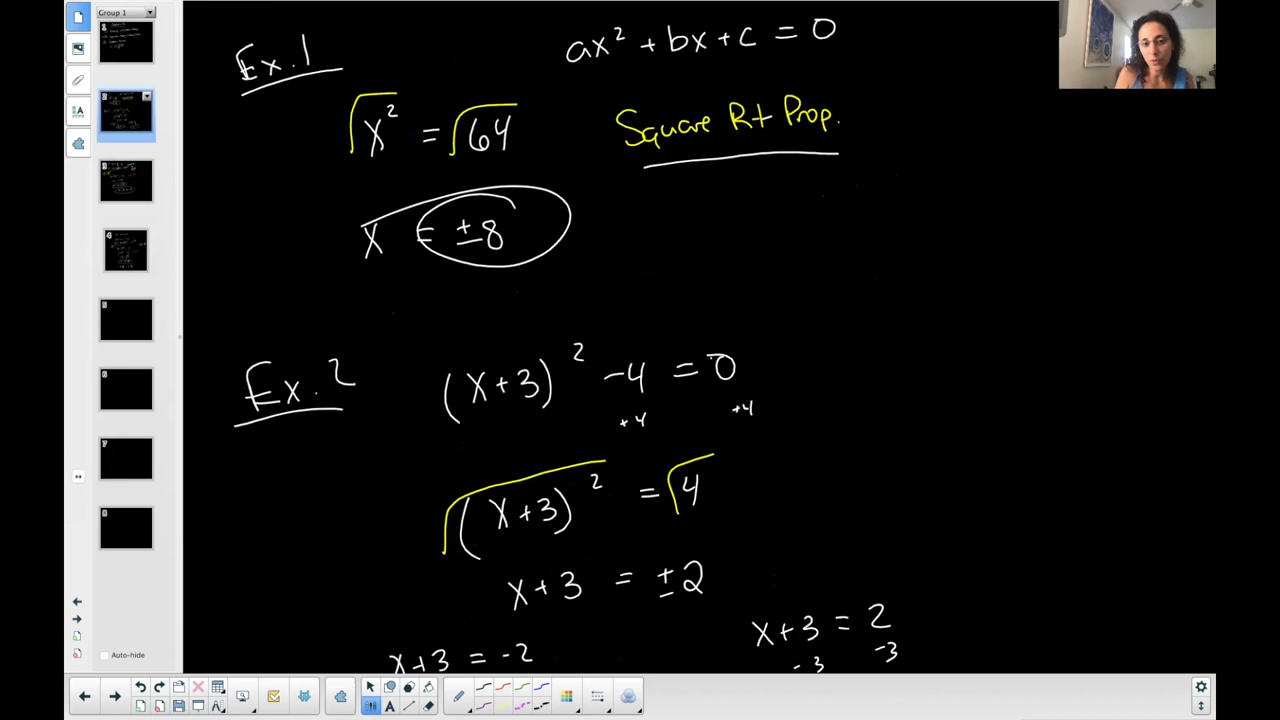 Group 1
Ex.1
ax² + bx + c = 0
√x² = √64
Square Rt Prop.
x = ±8
Ex. 2
(x+3)² -4 = 0
+4 +4
√(x+3)² = √4
x+3 = ±2
x+3 = 2
-3 -3
x+3 = -2
Auto-hide